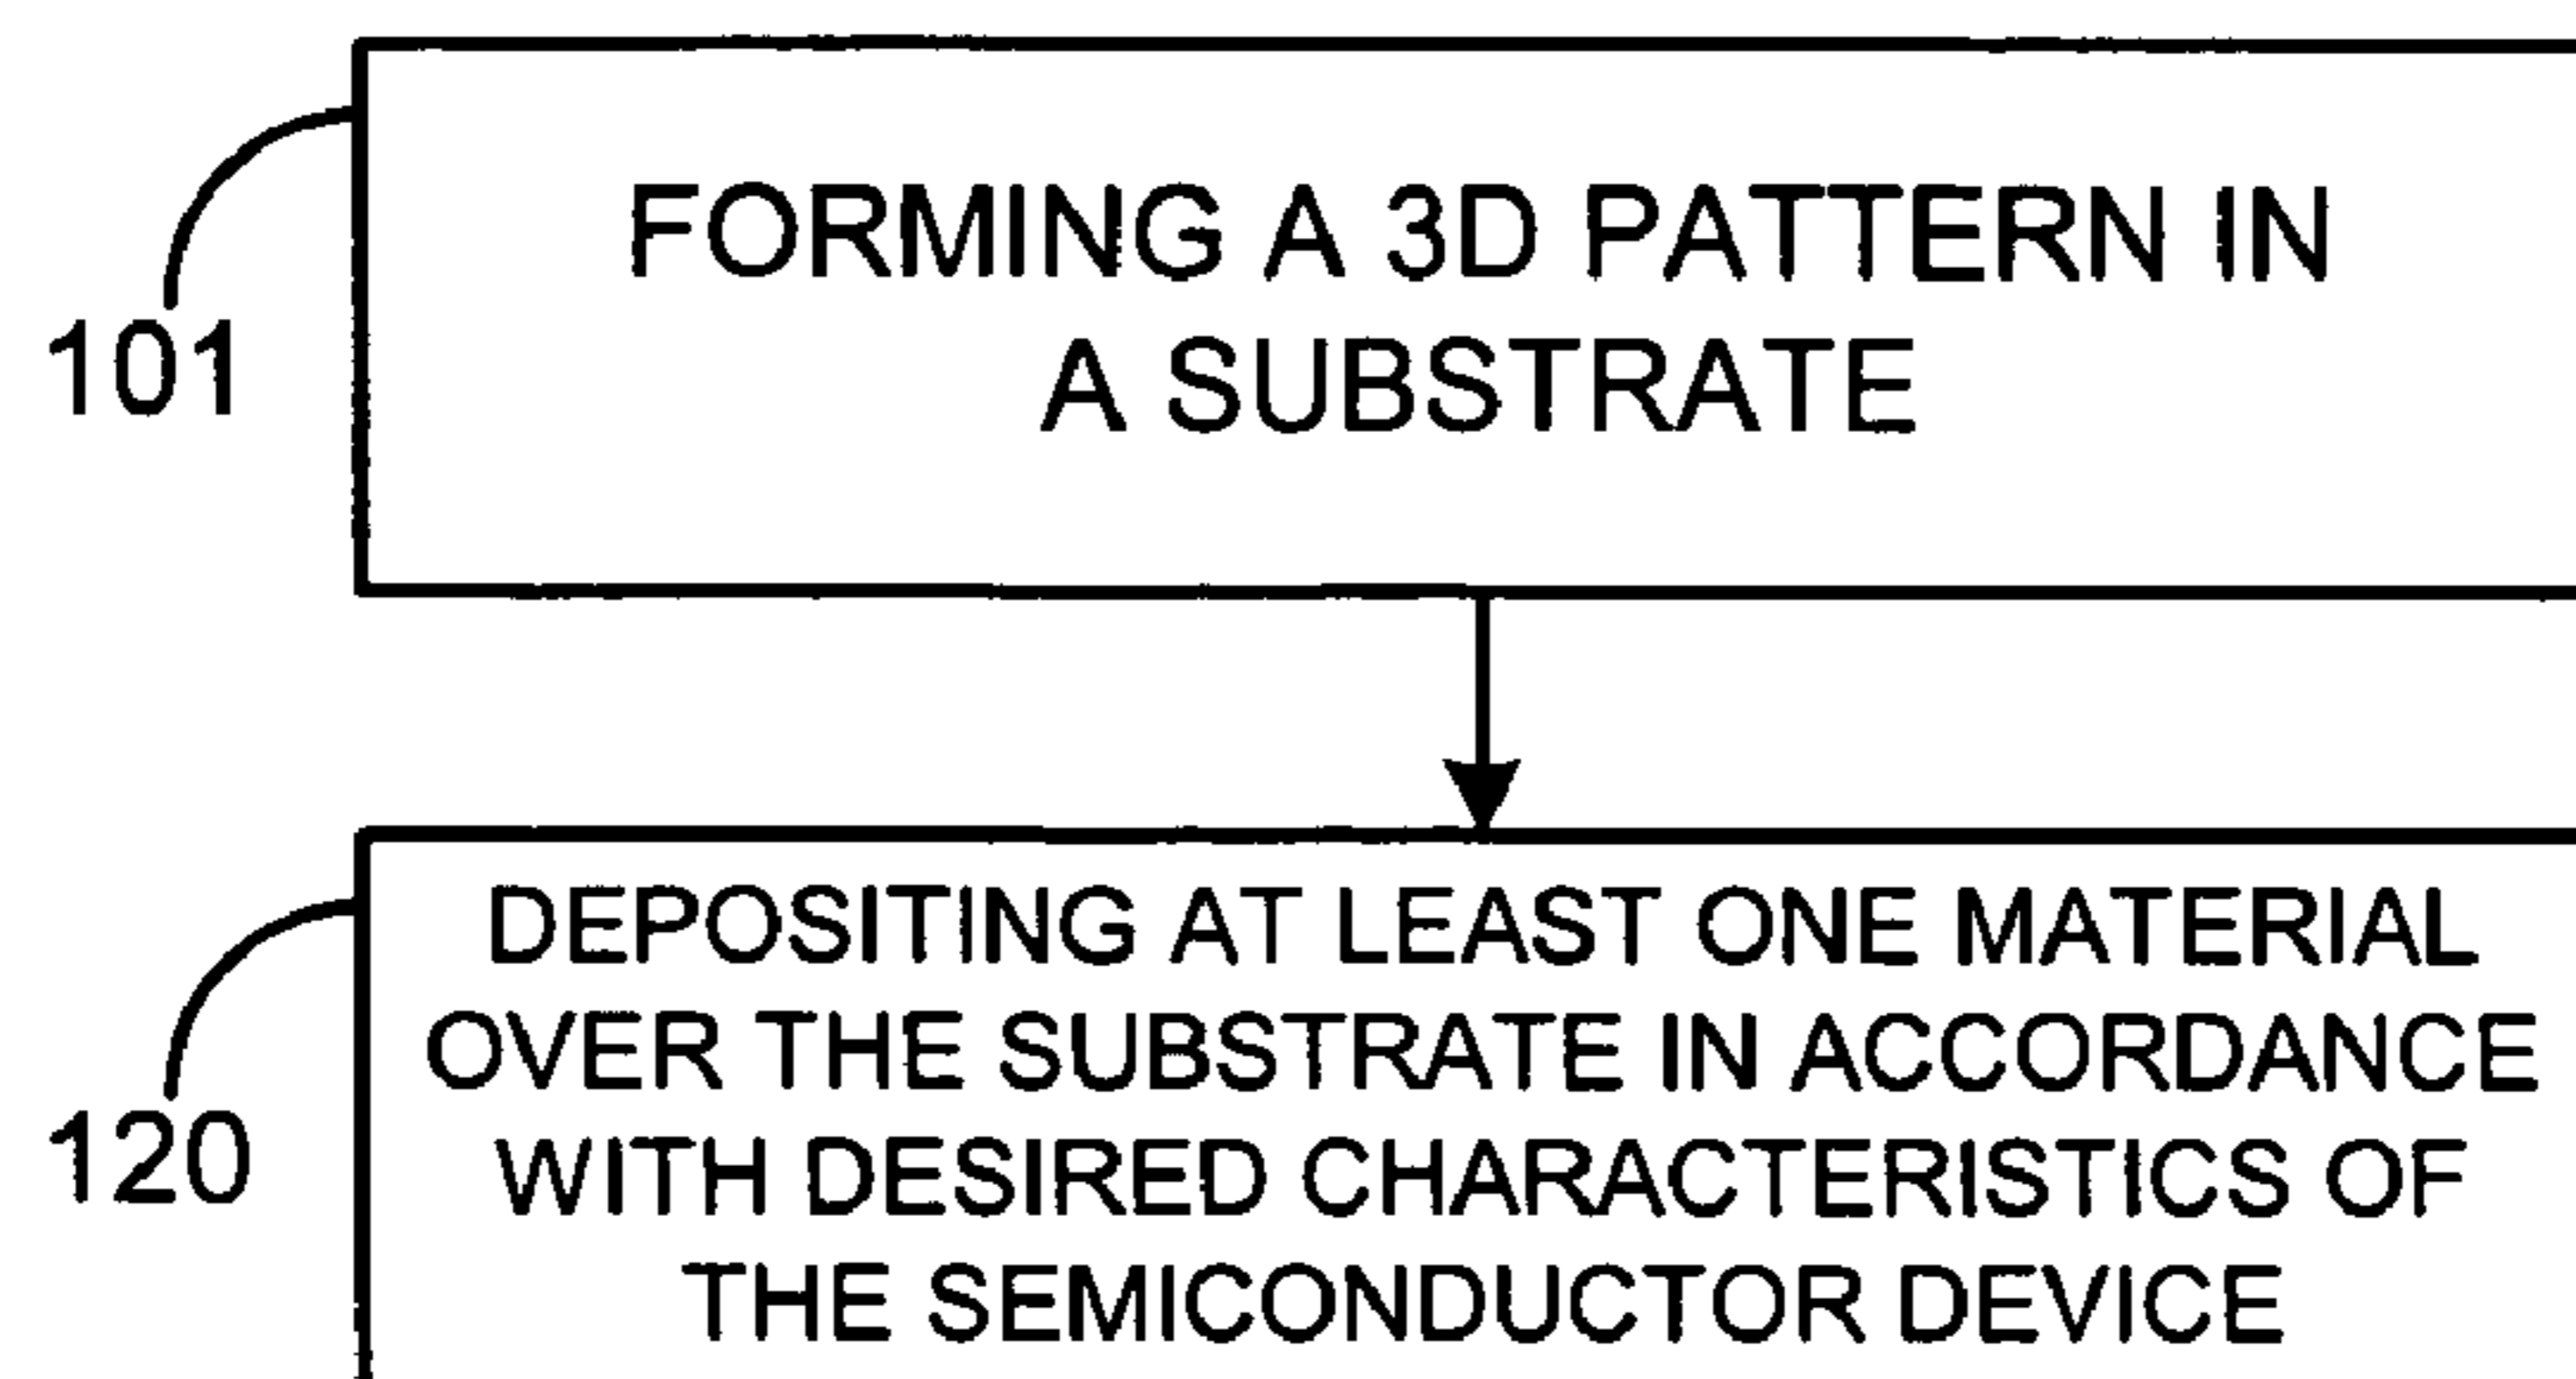 FORMING A 3D PATTERN IN
A SUBSTRATE
101
DEPOSITING AT LEAST ONE MATERIAL
OVER THE SUBSTRATE IN ACCORDANCE
WITH DESIRED CHARACTERISTICS OF
THE SEMICONDUCTOR DEVICE
120